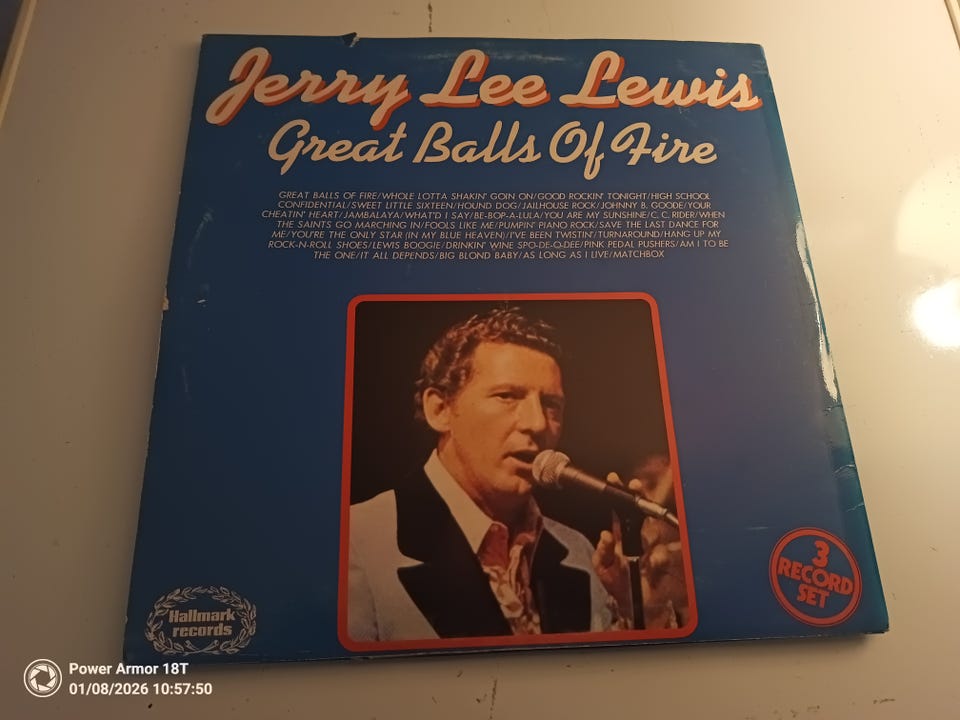 Jerry Lee Lewis
Great Balls Of Fire
GREAT BALLS OF FIRE/WHOLE LOTTA SHAKIN' GOIN ON/GOOD ROCKIN' TONIGHT/HIGH SCHOOL
CONFIDENTIAL/SWEET LITTLE SIXTEEN/HOUND DOG/JAILHOUSE ROCK/JOHNNY B. GOODE/YOUR
CHEATIN' HEART/JAMBALAYA/WHAT'D I SAY/BE-BOP-A-LULA/YOU ARE MY SUNSHINE/C. C. RIDER/WHEN
THE SAINTS GO MARCHING IN/FOOLS LIKE ME/PUMPIN' PIANO ROCK/SAVE THE LAST DANCE FOR
ME/YOU'RE THE ONLY STAR (IN MY BLUE HEAVEN)/I'VE BEEN TWISTIN'/TURNAROUND/HANG UP MY
ROCK-N-ROLL SHOES/LEWIS BOOGIE/DRINKIN' WINE SPO-DE-O-DEE/PINK PEDAL PUSHERS/AM I TO BE
THE ONE/IT ALL DEPENDS/BIG BLOND BABY/AS LONG AS I LIVE/MATCHBOX
3
RECORD
SET
Hallmark
records
Power Armor 18T
01/08/2026 10:57:50